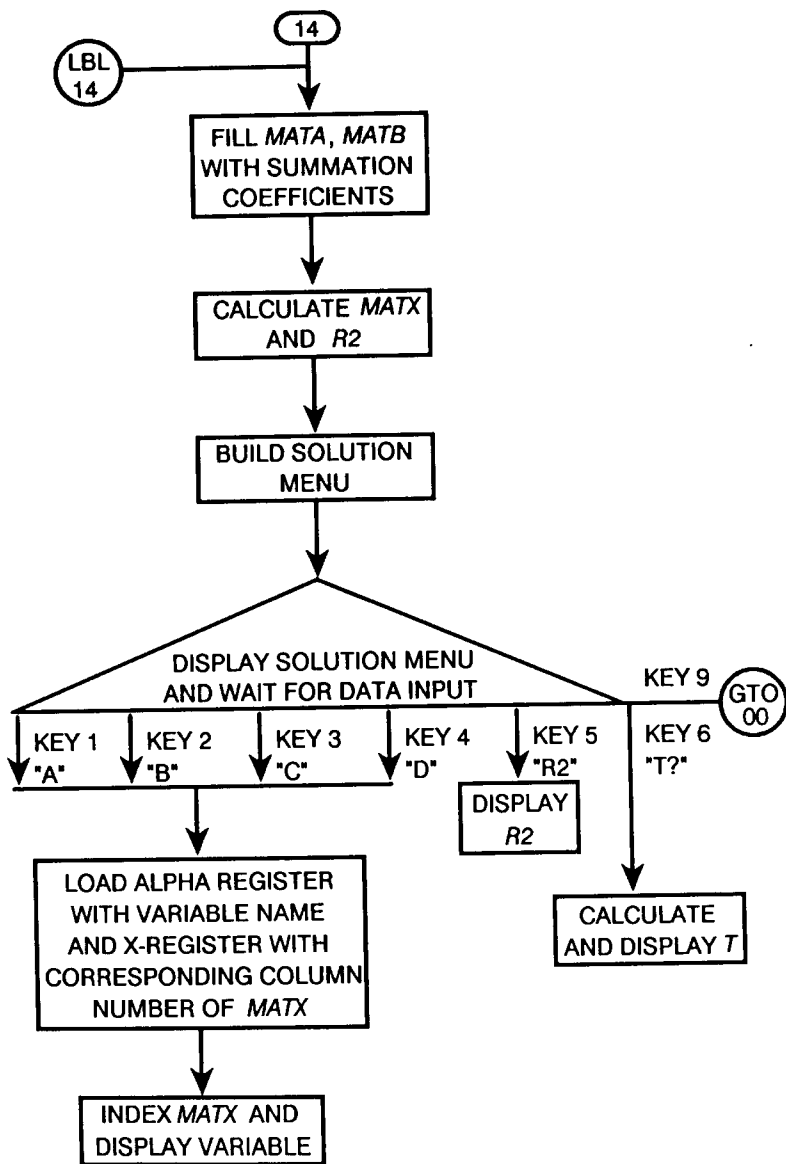 14
LBL
14
FILL MATA, MATB
WITH SUMMATION
COEFFICIENTS
CALCULATE MATX
AND R2
BUILD SOLUTION
MENU
DISPLAY SOLUTION MENU
AND WAIT FOR DATA INPUT
KEY 9
GTO
00
KEY 1
"A"
KEY 2
"B"
KEY 3
"C"
KEY 4
"D"
KEY 5
"R2"
KEY 6
"T?"
DISPLAY
R2
LOAD ALPHA REGISTER
WITH VARIABLE NAME
AND X-REGISTER WITH
CORRESPONDING COLUMN
NUMBER OF MATX
CALCULATE
AND DISPLAY T
INDEX MATX AND
DISPLAY VARIABLE